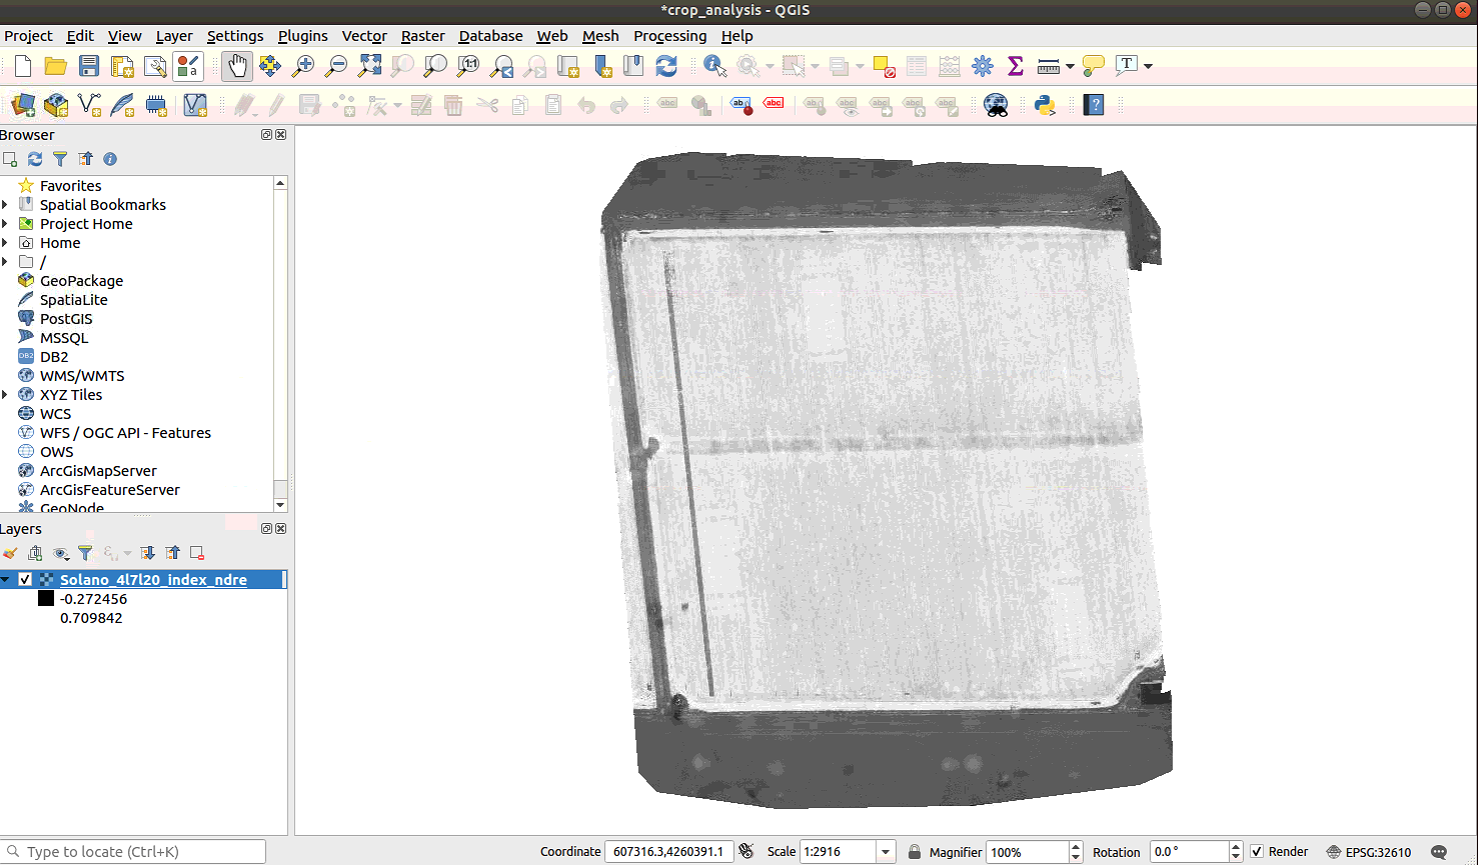 *crop_analysis - QGIS
Project Edit View Layer Settings Plugins Vector Raster Database Web Mesh Processing Help
Browser
Favorites
Spatial Bookmarks
Project Home
Home
/
GeoPackage
SpatiaLite
PostGIS
MSSQL
DB2
WMS/WMTS
XYZ Tiles
WCS
WFS / OGC API - Features
OWS
ArcGisMapServer
ArcGisFeatureServer
GeoNode
Layers
Solano_4l7l20_index_ndre
-0.272456
0.709842
Type to locate (Ctrl+K) Coordinate 607316.3,4260391.1 Scale 1:2916 Magnifier 100% Rotation 0.0° Render EPSG:32610